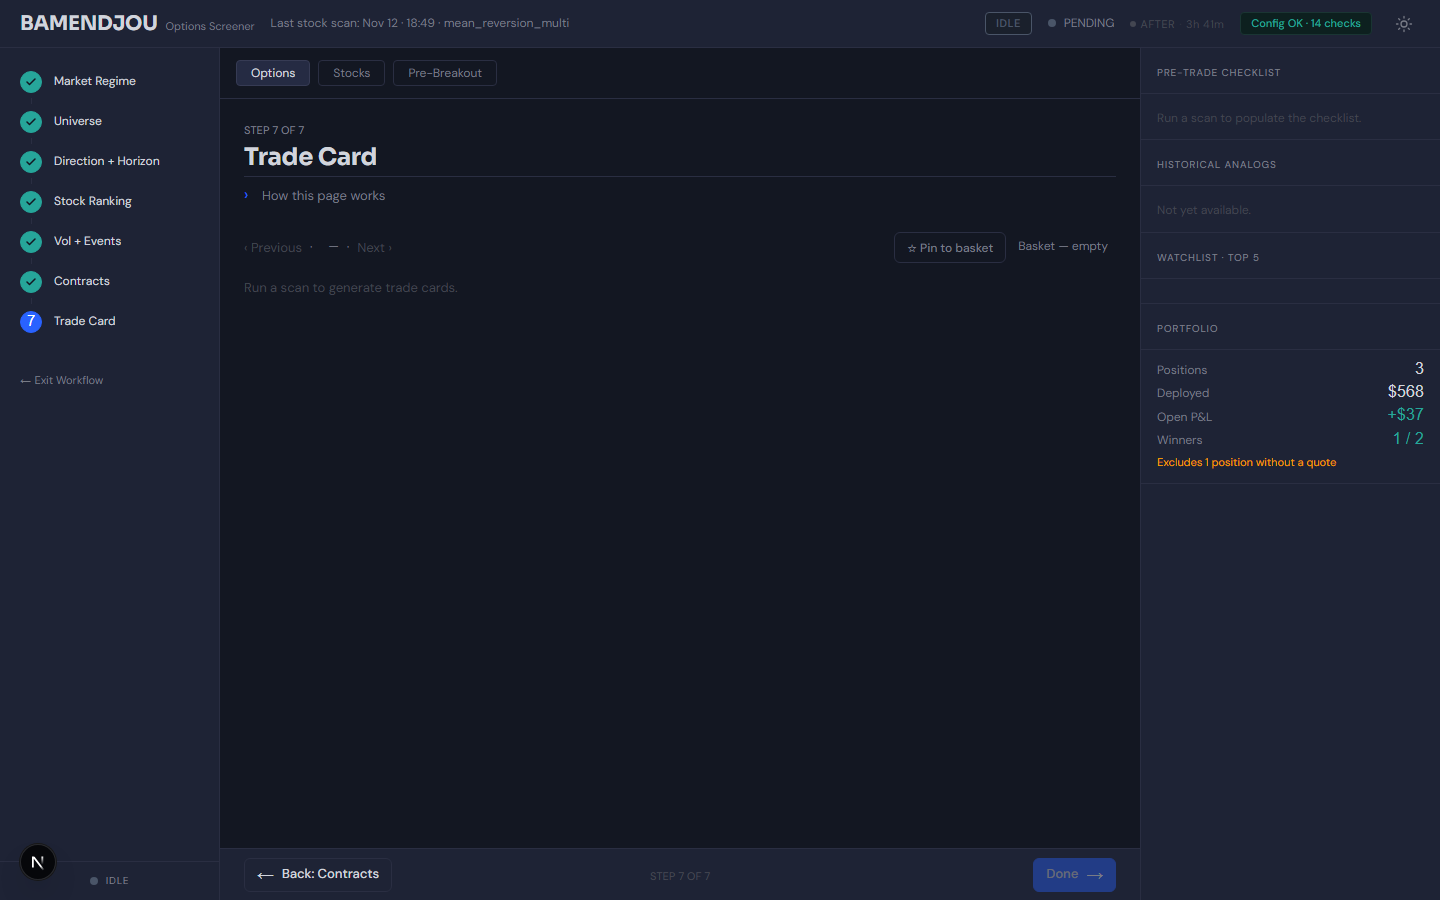 BAMENDJOU Options Screener
Last stock scan: Nov 12 · 18:49 · mean_reversion_multi
IDLE
PENDING
AFTER 3h 41m
Config OK · 14 checks
Market Regime
Universe
Direction + Horizon
Stock Ranking
Vol + Events
Contracts
7 Trade Card
← Exit Workflow
N
IDLE
Options
Stocks
Pre-Breakout
STEP 7 OF 7
Trade Card
› How this page works
‹ Previous · — · Next ›
☆ Pin to basket
Basket — empty
Run a scan to generate trade cards.
← Back: Contracts
STEP 7 OF 7
Done →
PRE-TRADE CHECKLIST
Run a scan to populate the checklist.
HISTORICAL ANALOGS
Not yet available.
WATCHLIST · TOP 5
PORTFOLIO
Positions 3
Deployed $568
Open P&L +$37
Winners 1 / 2
Excludes 1 position without a quote